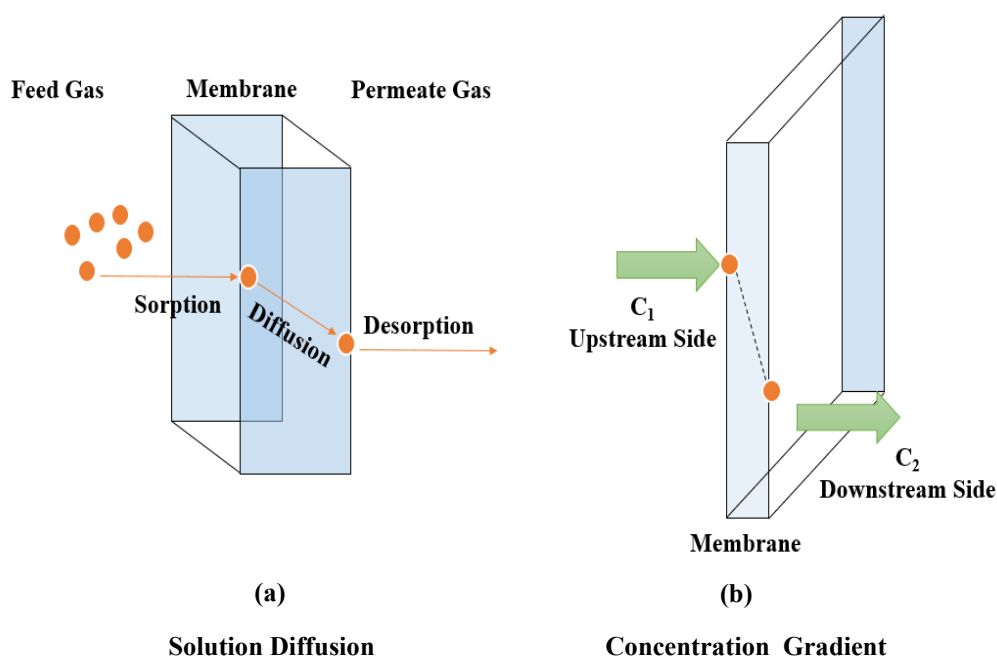 Feed Gas
Membrane
Permeate Gas
Sorption
Diffusion
Desorption
(a)
Solution Diffusion
C₁
Upstream Side
C₂
Downstream Side
Membrane
(b)
Concentration Gradient